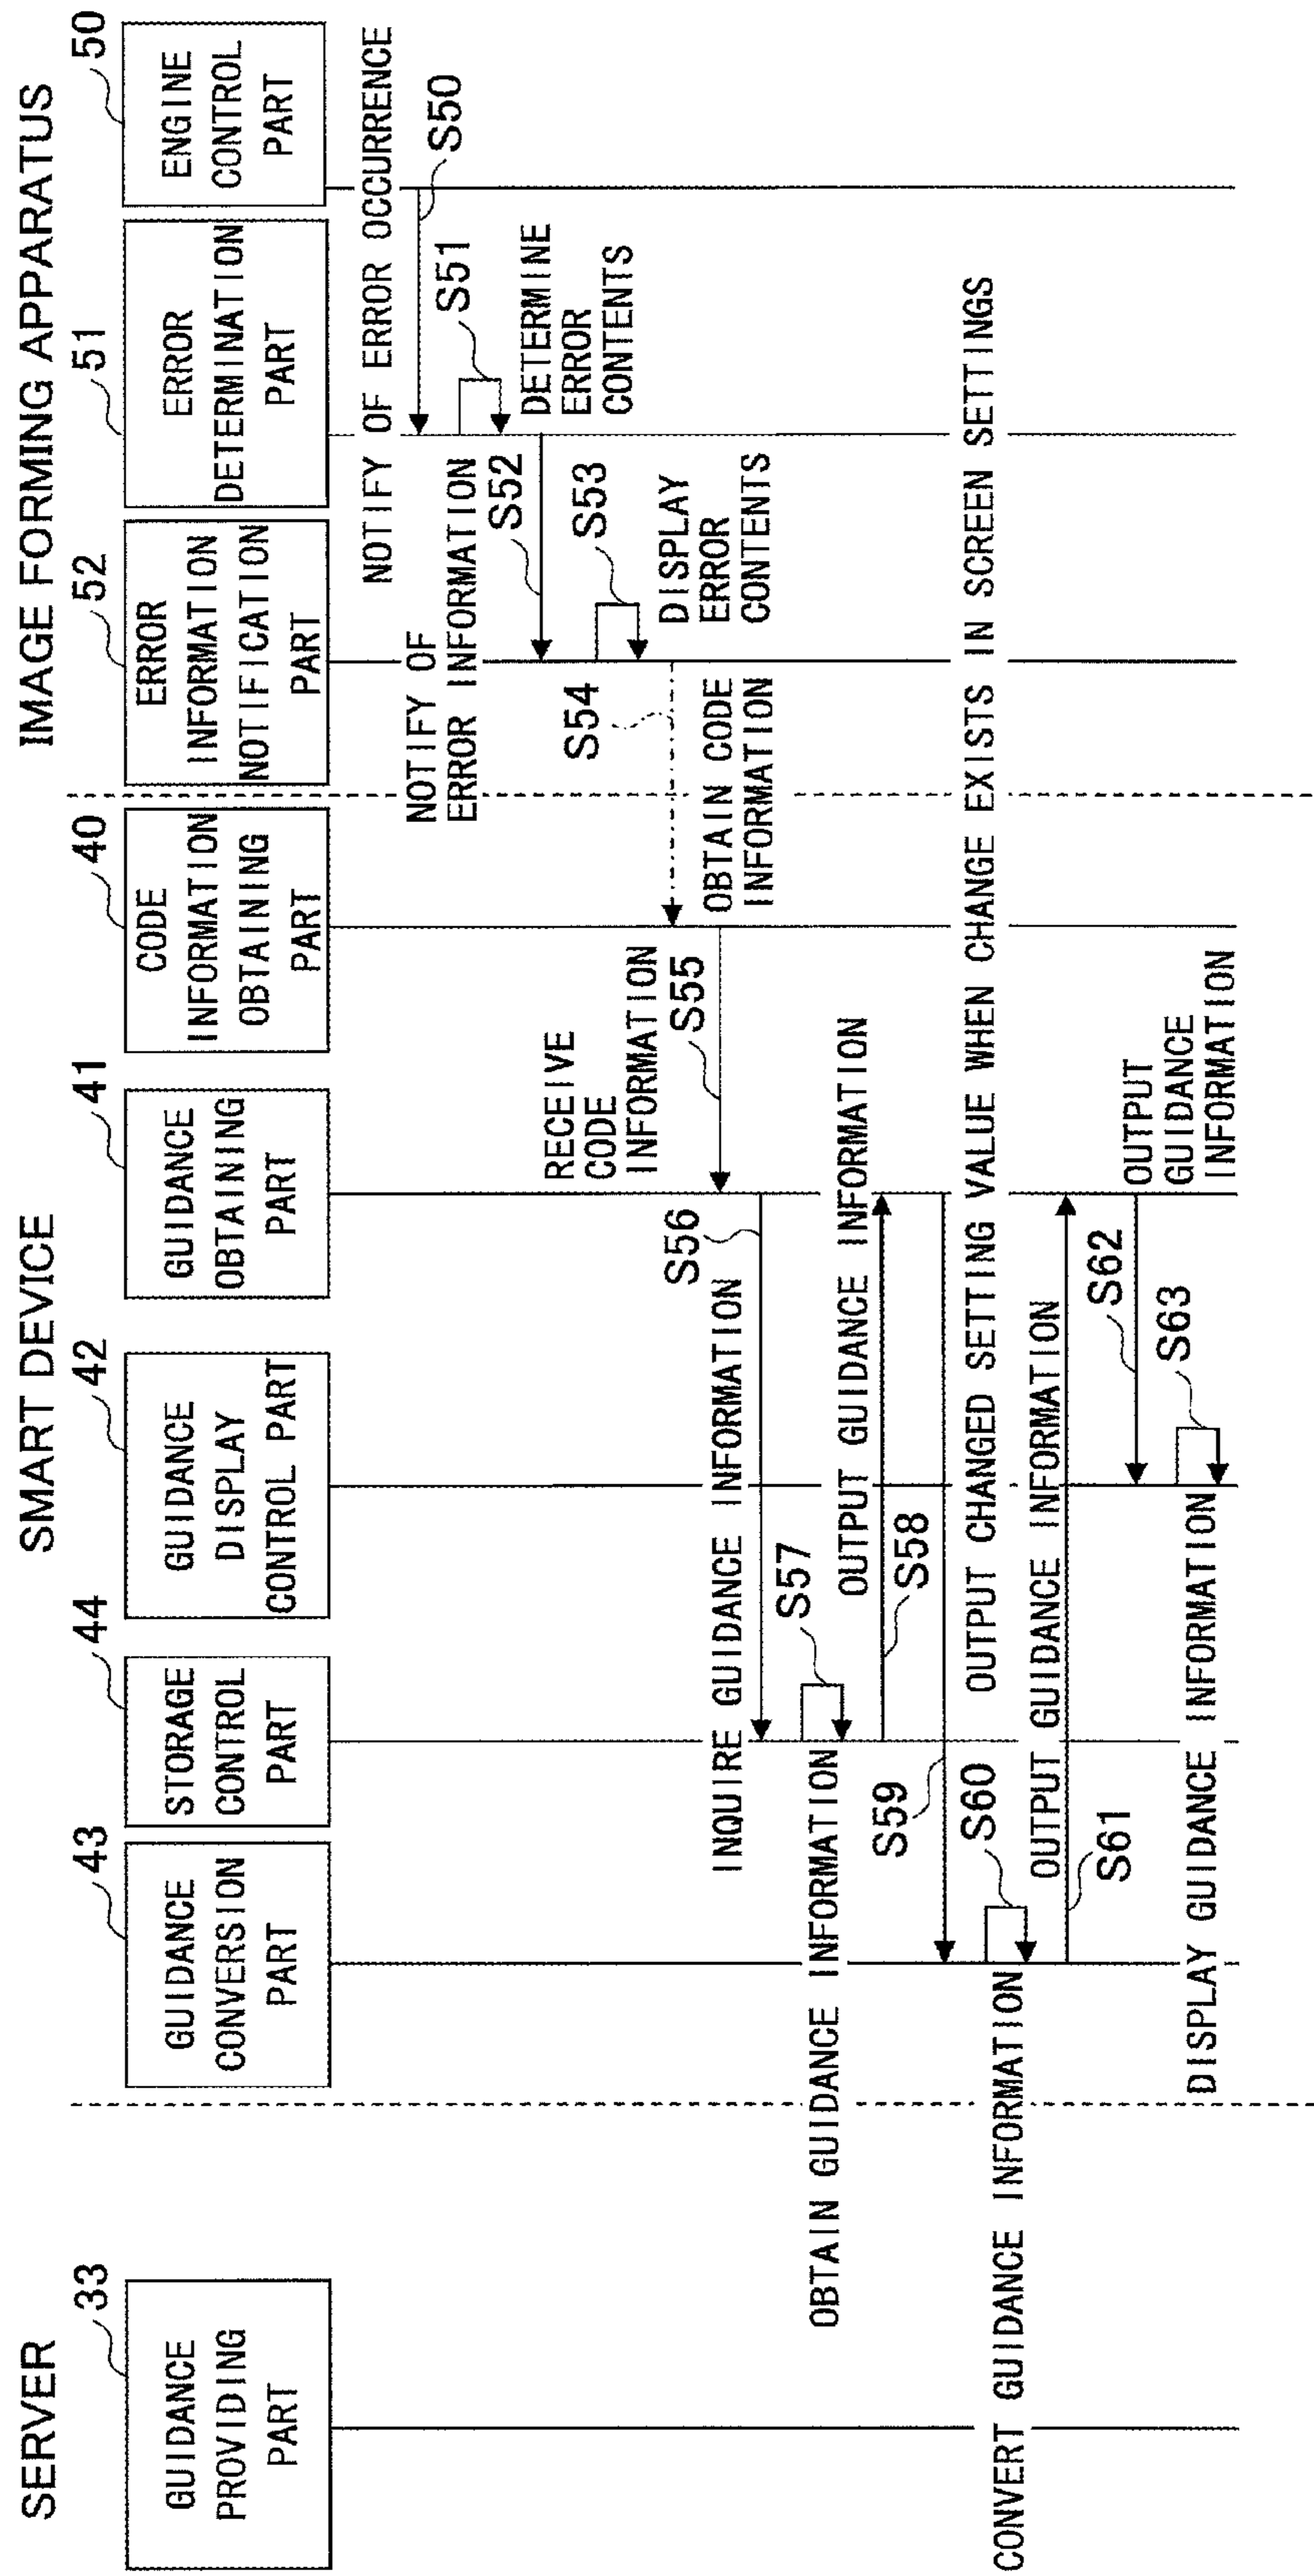 SERVER
SMART DEVICE
IMAGE FORMING APPARATUS
33
43
44
42
41
40
52
51
50
GUIDANCE
PROVIDING
PART
GUIDANCE
CONVERSION
PART
STORAGE
CONTROL
PART
GUIDANCE
DISPLAY
CONTROL PART
GUIDANCE
OBTAINING
PART
CODE
INFORMATION
OBTAINING
PART
ERROR
INFORMATION
NOTIFICATION
PART
ERROR
DETERMINATION
PART
ENGINE
CONTROL
PART
NOTIFY OF ERROR OCCURRENCE
S50
S51
DETERMINE
ERROR
CONTENTS
NOTIFY OF
ERROR INFORMATION
S52
S53
DISPLAY
ERROR
CONTENTS
S54
OBTAIN CODE
INFORMATION
RECEIVE
CODE
INFORMATION
S55
S56
INQUIRE GUIDANCE INFORMATION
S57
OBTAIN GUIDANCE INFORMATION
OUTPUT GUIDANCE INFORMATION
S58
S59
OUTPUT CHANGED SETTING VALUE WHEN CHANGE EXISTS IN SCREEN SETTINGS
S60
CONVERT GUIDANCE INFORMATION
OUTPUT GUIDANCE INFORMATION
S61
S62
OUTPUT
GUIDANCE
INFORMATION
S63
DISPLAY GUIDANCE INFORMATION